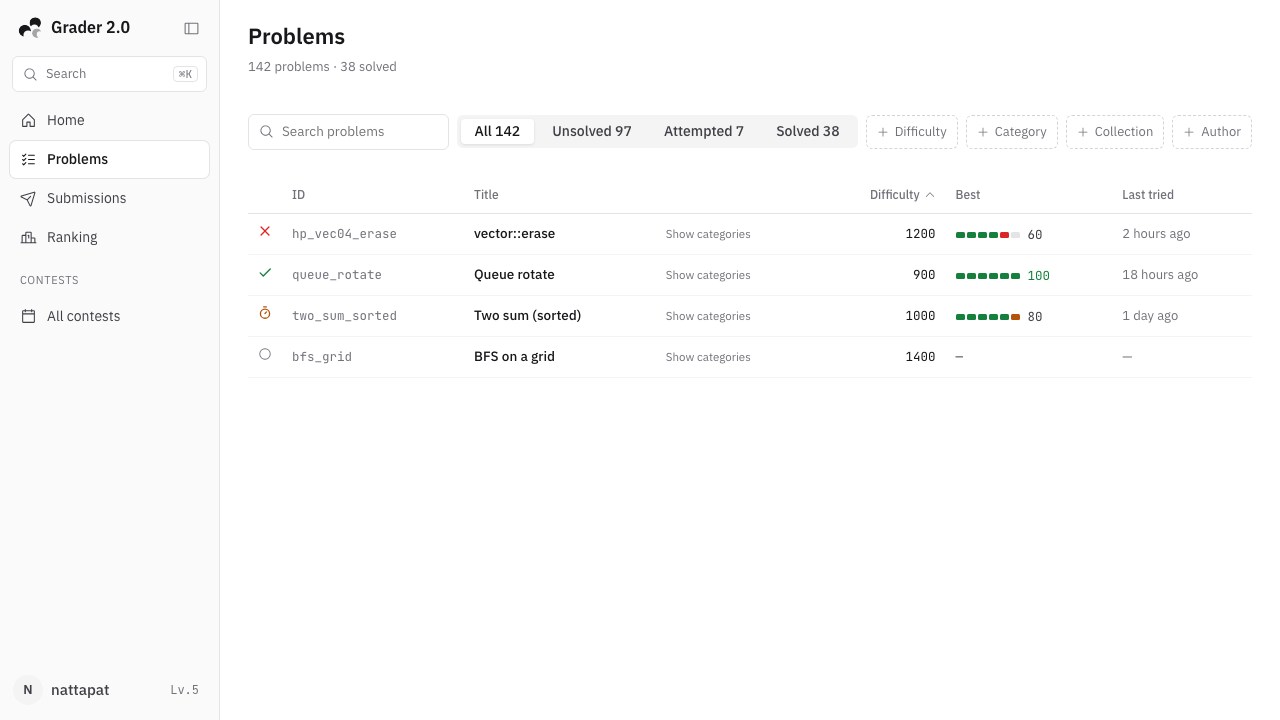 Grader 2.0
Search ⌘K
Home
Problems
Submissions
Ranking
CONTESTS
All contests
N nattapat Lv.5
Problems
142 problems · 38 solved
Search problems
All 142 Unsolved 97 Attempted 7 Solved 38
+ Difficulty + Category + Collection + Author
ID Title Difficulty Best Last tried
hp_vec04_erase vector::erase Show categories 1200 60 2 hours ago
queue_rotate Queue rotate Show categories 900 100 18 hours ago
two_sum_sorted Two sum (sorted) Show categories 1000 80 1 day ago
bfs_grid BFS on a grid Show categories 1400 — —